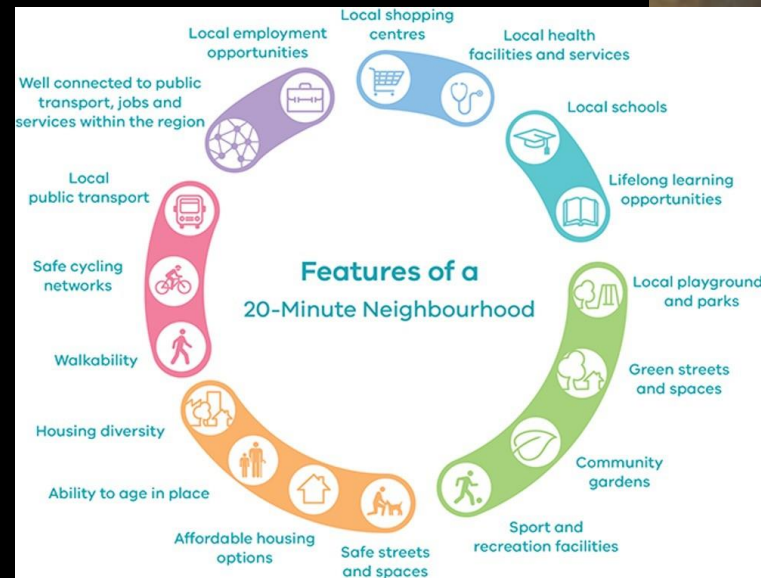 Local shopping
centres
Local health
facilities and services
Local schools
Lifelong learning
opportunities
Local playground
and parks
Green streets
and spaces
Community
gardens
Sport and
recreation facilities
Safe streets
and spaces
Affordable housing
options
Ability to age in place
Housing diversity
Walkability
Safe cycling
networks
Local
public transport
Well connected to public
transport, jobs and
services within the region
Local employment
opportunities
Features of a
20-Minute Neighbourhood